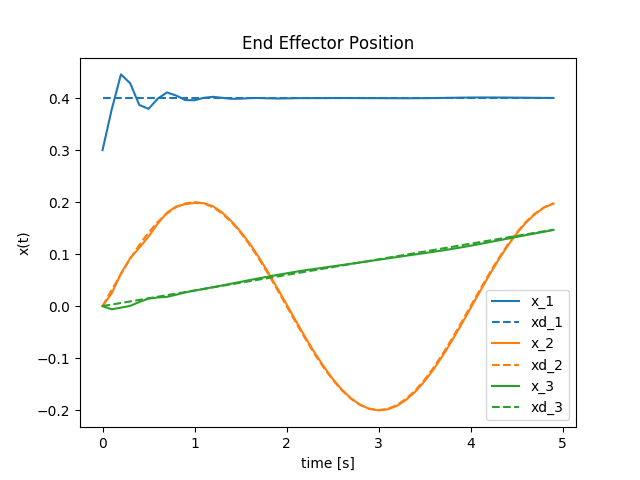 End Effector Position
x(t)
0.4
0.3
0.2
0.1
0.0
−0.1
−0.2
0
1
2
3
4
5
time [s]
x_1
xd_1
x_2
xd_2
x_3
xd_3